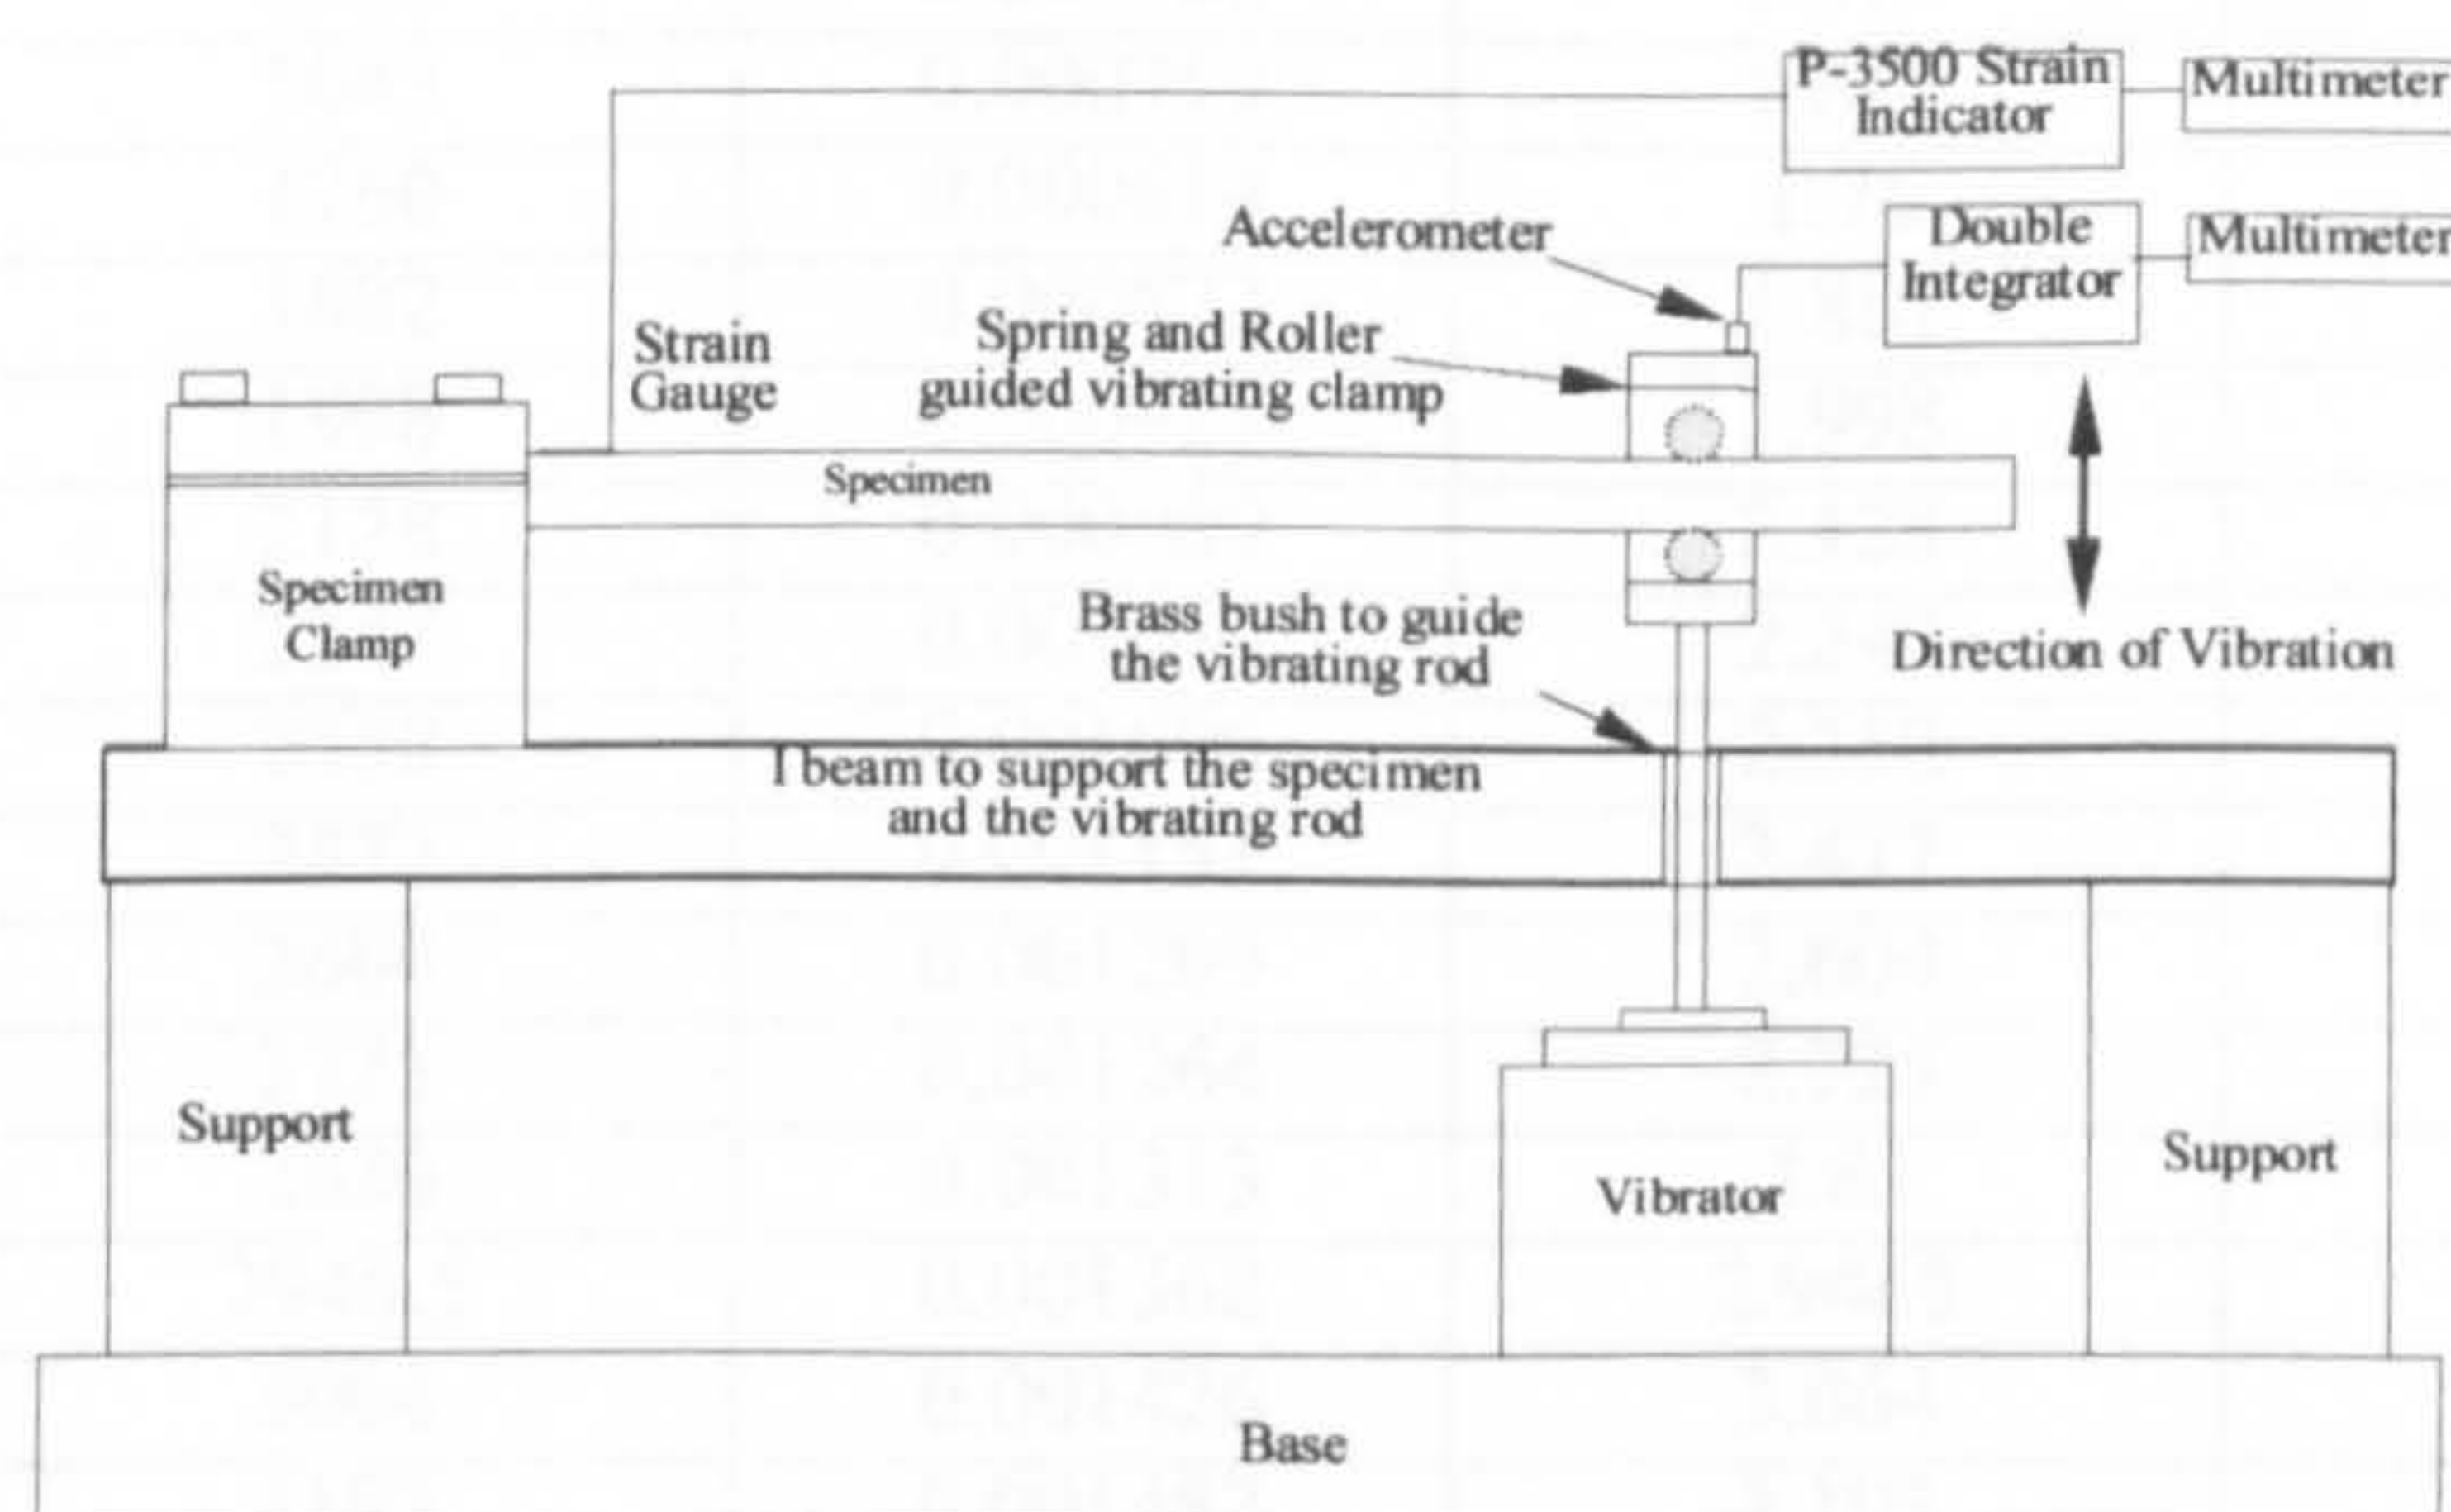 P-3500 Strain
Indicator
Multimeter
Accelerometer
Double
Integrator
Multimeter
Strain
Gauge
Spring and Roller
guided vibrating clamp
Specimen
Specimen
Clamp
Brass bush to guide
the vibrating rod
Direction of Vibration
I beam to support the specimen
and the vibrating rod
Support
Vibrator
Support
Base